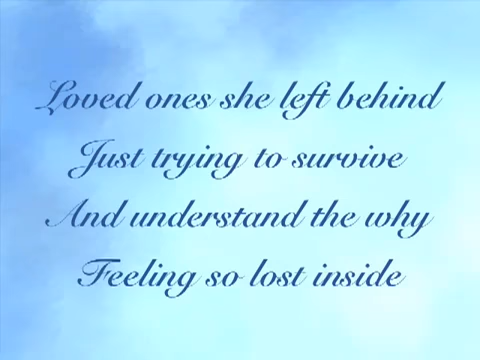 Loved ones she left behind
Just trying to survive
And understand the why
Feeling so lost inside